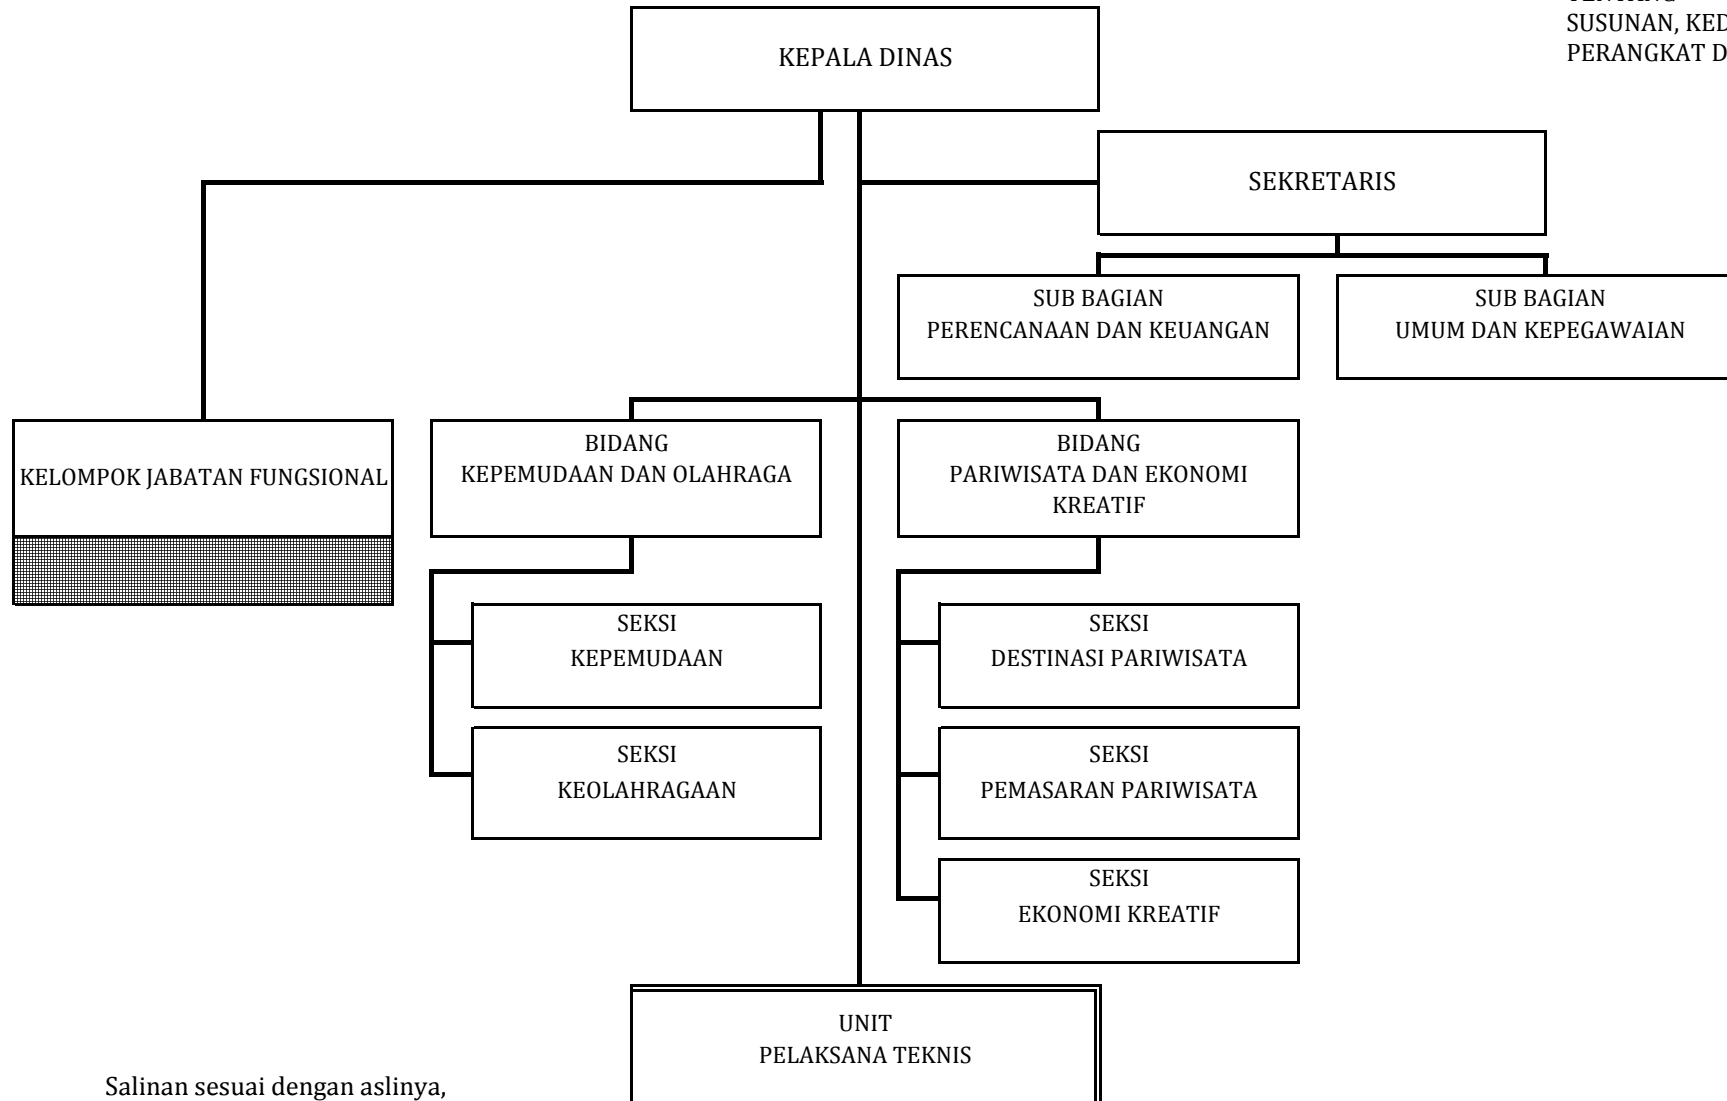 SUSUNAN,
PERANGKAT
KEPALA DINAS
SEKRETARIS
SUB BAGIAN
PERENCANAAN DAN KEUANGAN
SUB BAGIAN
UMUM DAN KEPEGAWAIAN
KELOMPOK JABATAN FUNGSIONAL
BIDANG
KEPEMUDAAN DAN OLAHRAGA
BIDANG
PARIWISATA DAN EKONOMI
KREATIF
SEKSI
KEPEMUDAAN
SEKSI
DESTINASI PARIWISATA
SEKSI
KEOLAHRAGAAN
SEKSI
PEMASARAN PARIWISATA
SEKSI
EKONOMI KREATIF
UNIT
PELAKSANA TEKNIS
Salinan sesuai dengan aslinya,